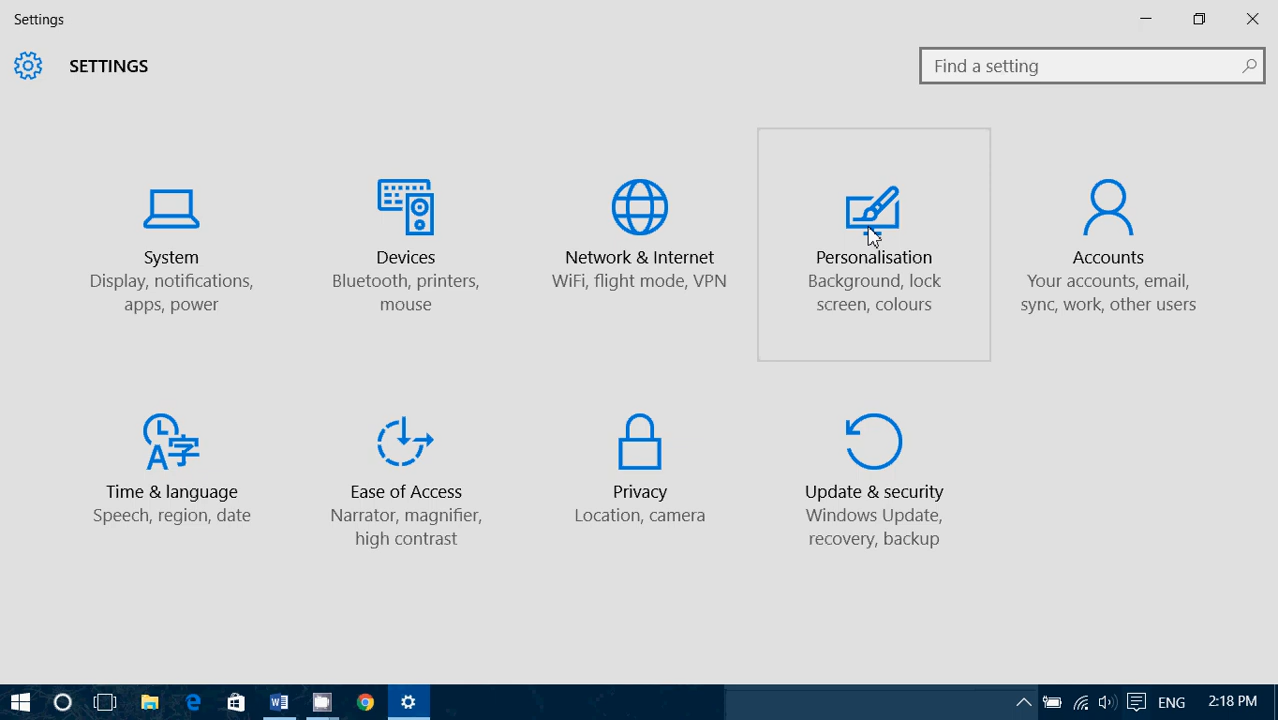 Settings
SETTINGS
Find a setting
System
Display, notifications,
apps, power
Devices
Bluetooth, printers,
mouse
Network & Internet
WiFi, flight mode, VPN
Personalisation
Background, lock
screen, colours
Accounts
Your accounts, email,
sync, work, other users
Time & language
Speech, region, date
Ease of Access
Narrator, magnifier,
high contrast
Privacy
Location, camera
Update & security
Windows Update,
recovery, backup
ENG
2:18 PM